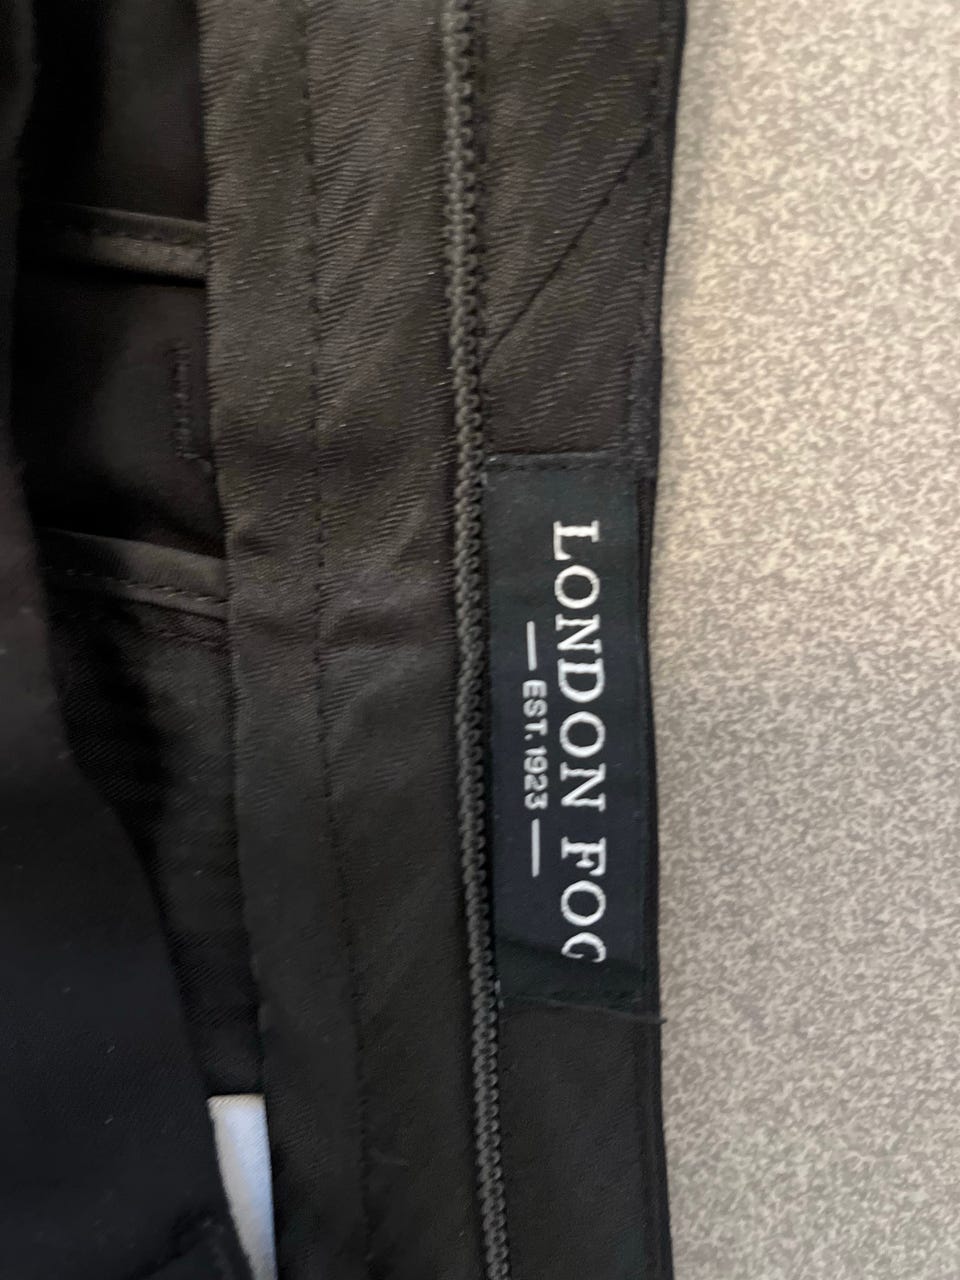 LONDON FOG
— EST. 1923 —